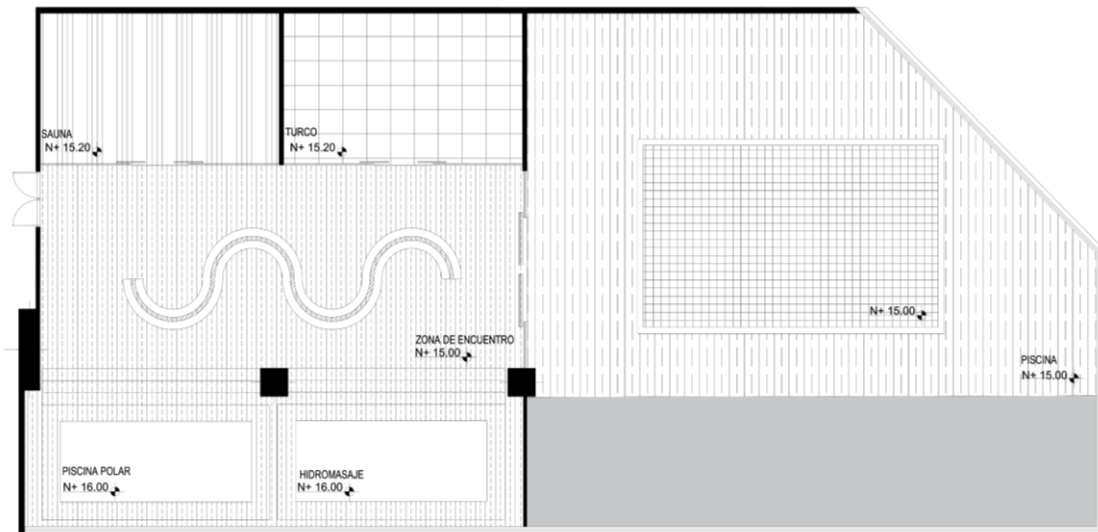 SAUNA
N+ 15.20
TURCO
N+ 15.20
N+ 15.00
ZONA DE ENCUENTRO
N+ 15.00
PISCINA
N+ 15.00
PISCINA POLAR
N+ 16.00
HIDROMASAJE
N+ 16.00